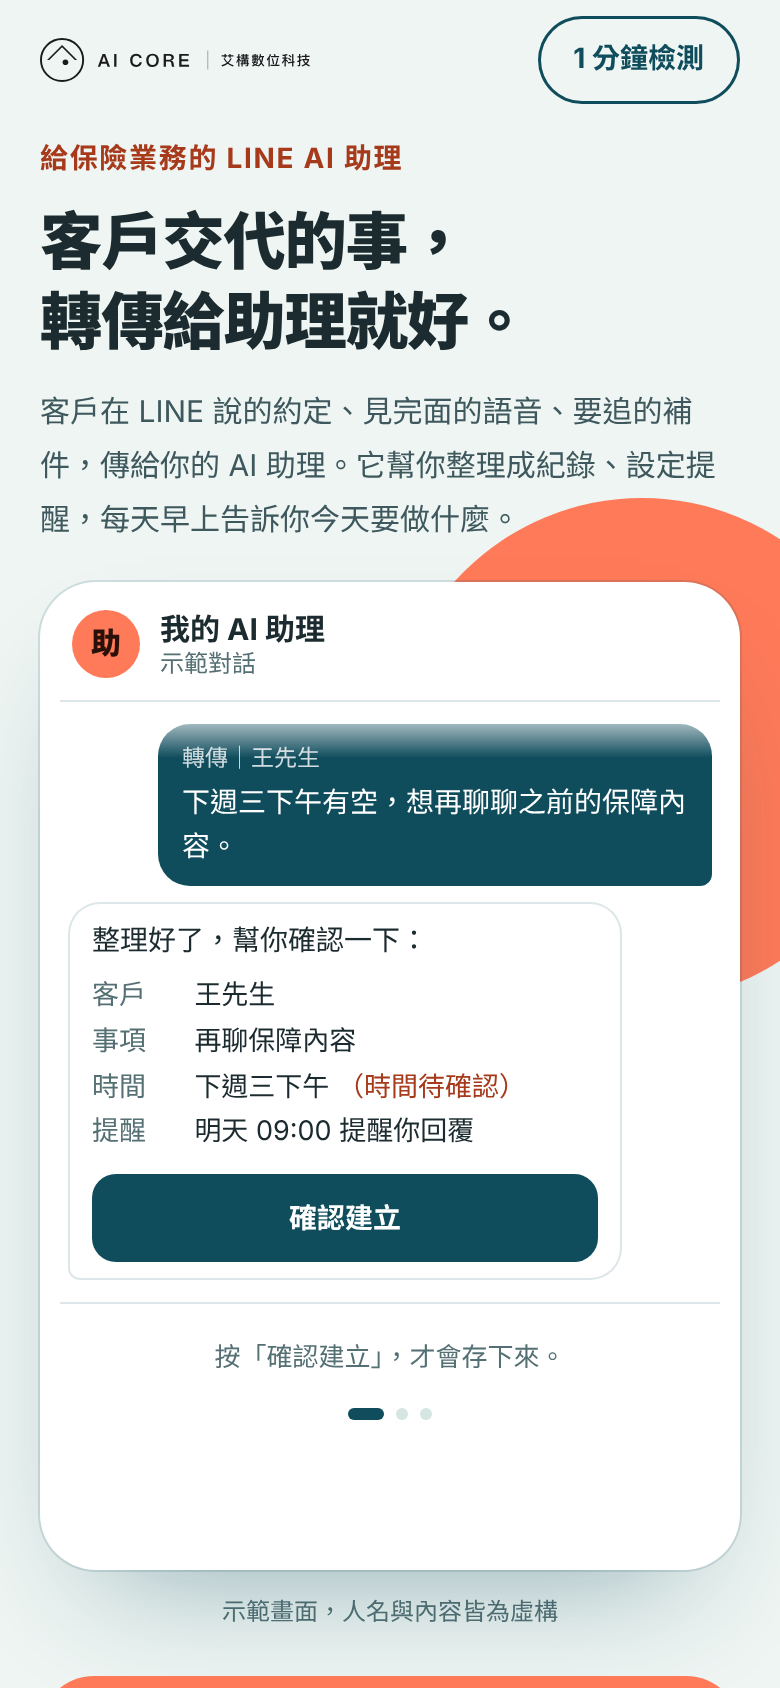 AI CORE｜艾構數位科技
1 分鐘檢測
給保險業務的 LINE AI 助理
客戶交代的事，
轉傳給助理就好。
客戶在 LINE 說的約定、見完面的語音、要追的補
件，傳給你的 AI 助理。它幫你整理成紀錄、設定提
醒，每天早上告訴你今天要做什麼。
助
我的 AI 助理
示範對話
轉傳｜王先生
下週三下午有空，想再聊聊之前的保障內
容。
整理好了，幫你確認一下：
客戶 王先生
事項 再聊保障內容
時間 下週三下午（時間待確認）
提醒 明天 09:00 提醒你回覆
確認建立
按「確認建立」，才會存下來。
示範畫面，人名與內容皆為虛構